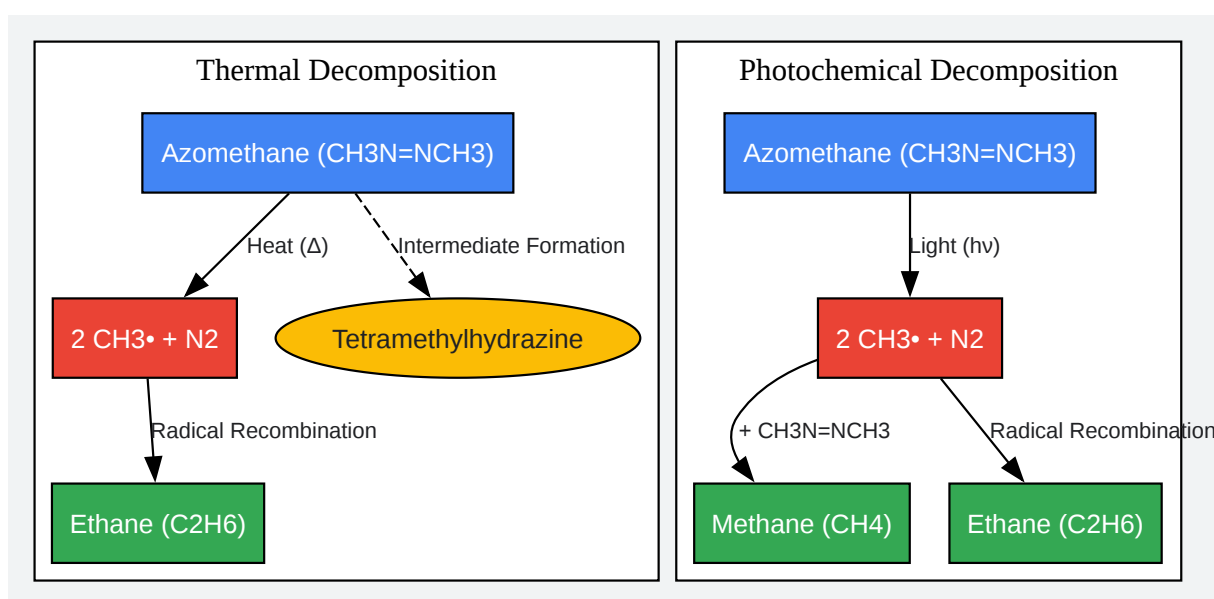 Thermal Decomposition
Azomethane (CH3N=NCH3)
Heat (Δ)
Intermediate Formation
2 CH3• + N2
Tetramethylhydrazine
Radical Recombination
Ethane (C2H6)
Photochemical Decomposition
Azomethane (CH3N=NCH3)
Light (hν)
2 CH3• + N2
+ CH3N=NCH3
Radical Recombination
Methane (CH4)
Ethane (C2H6)